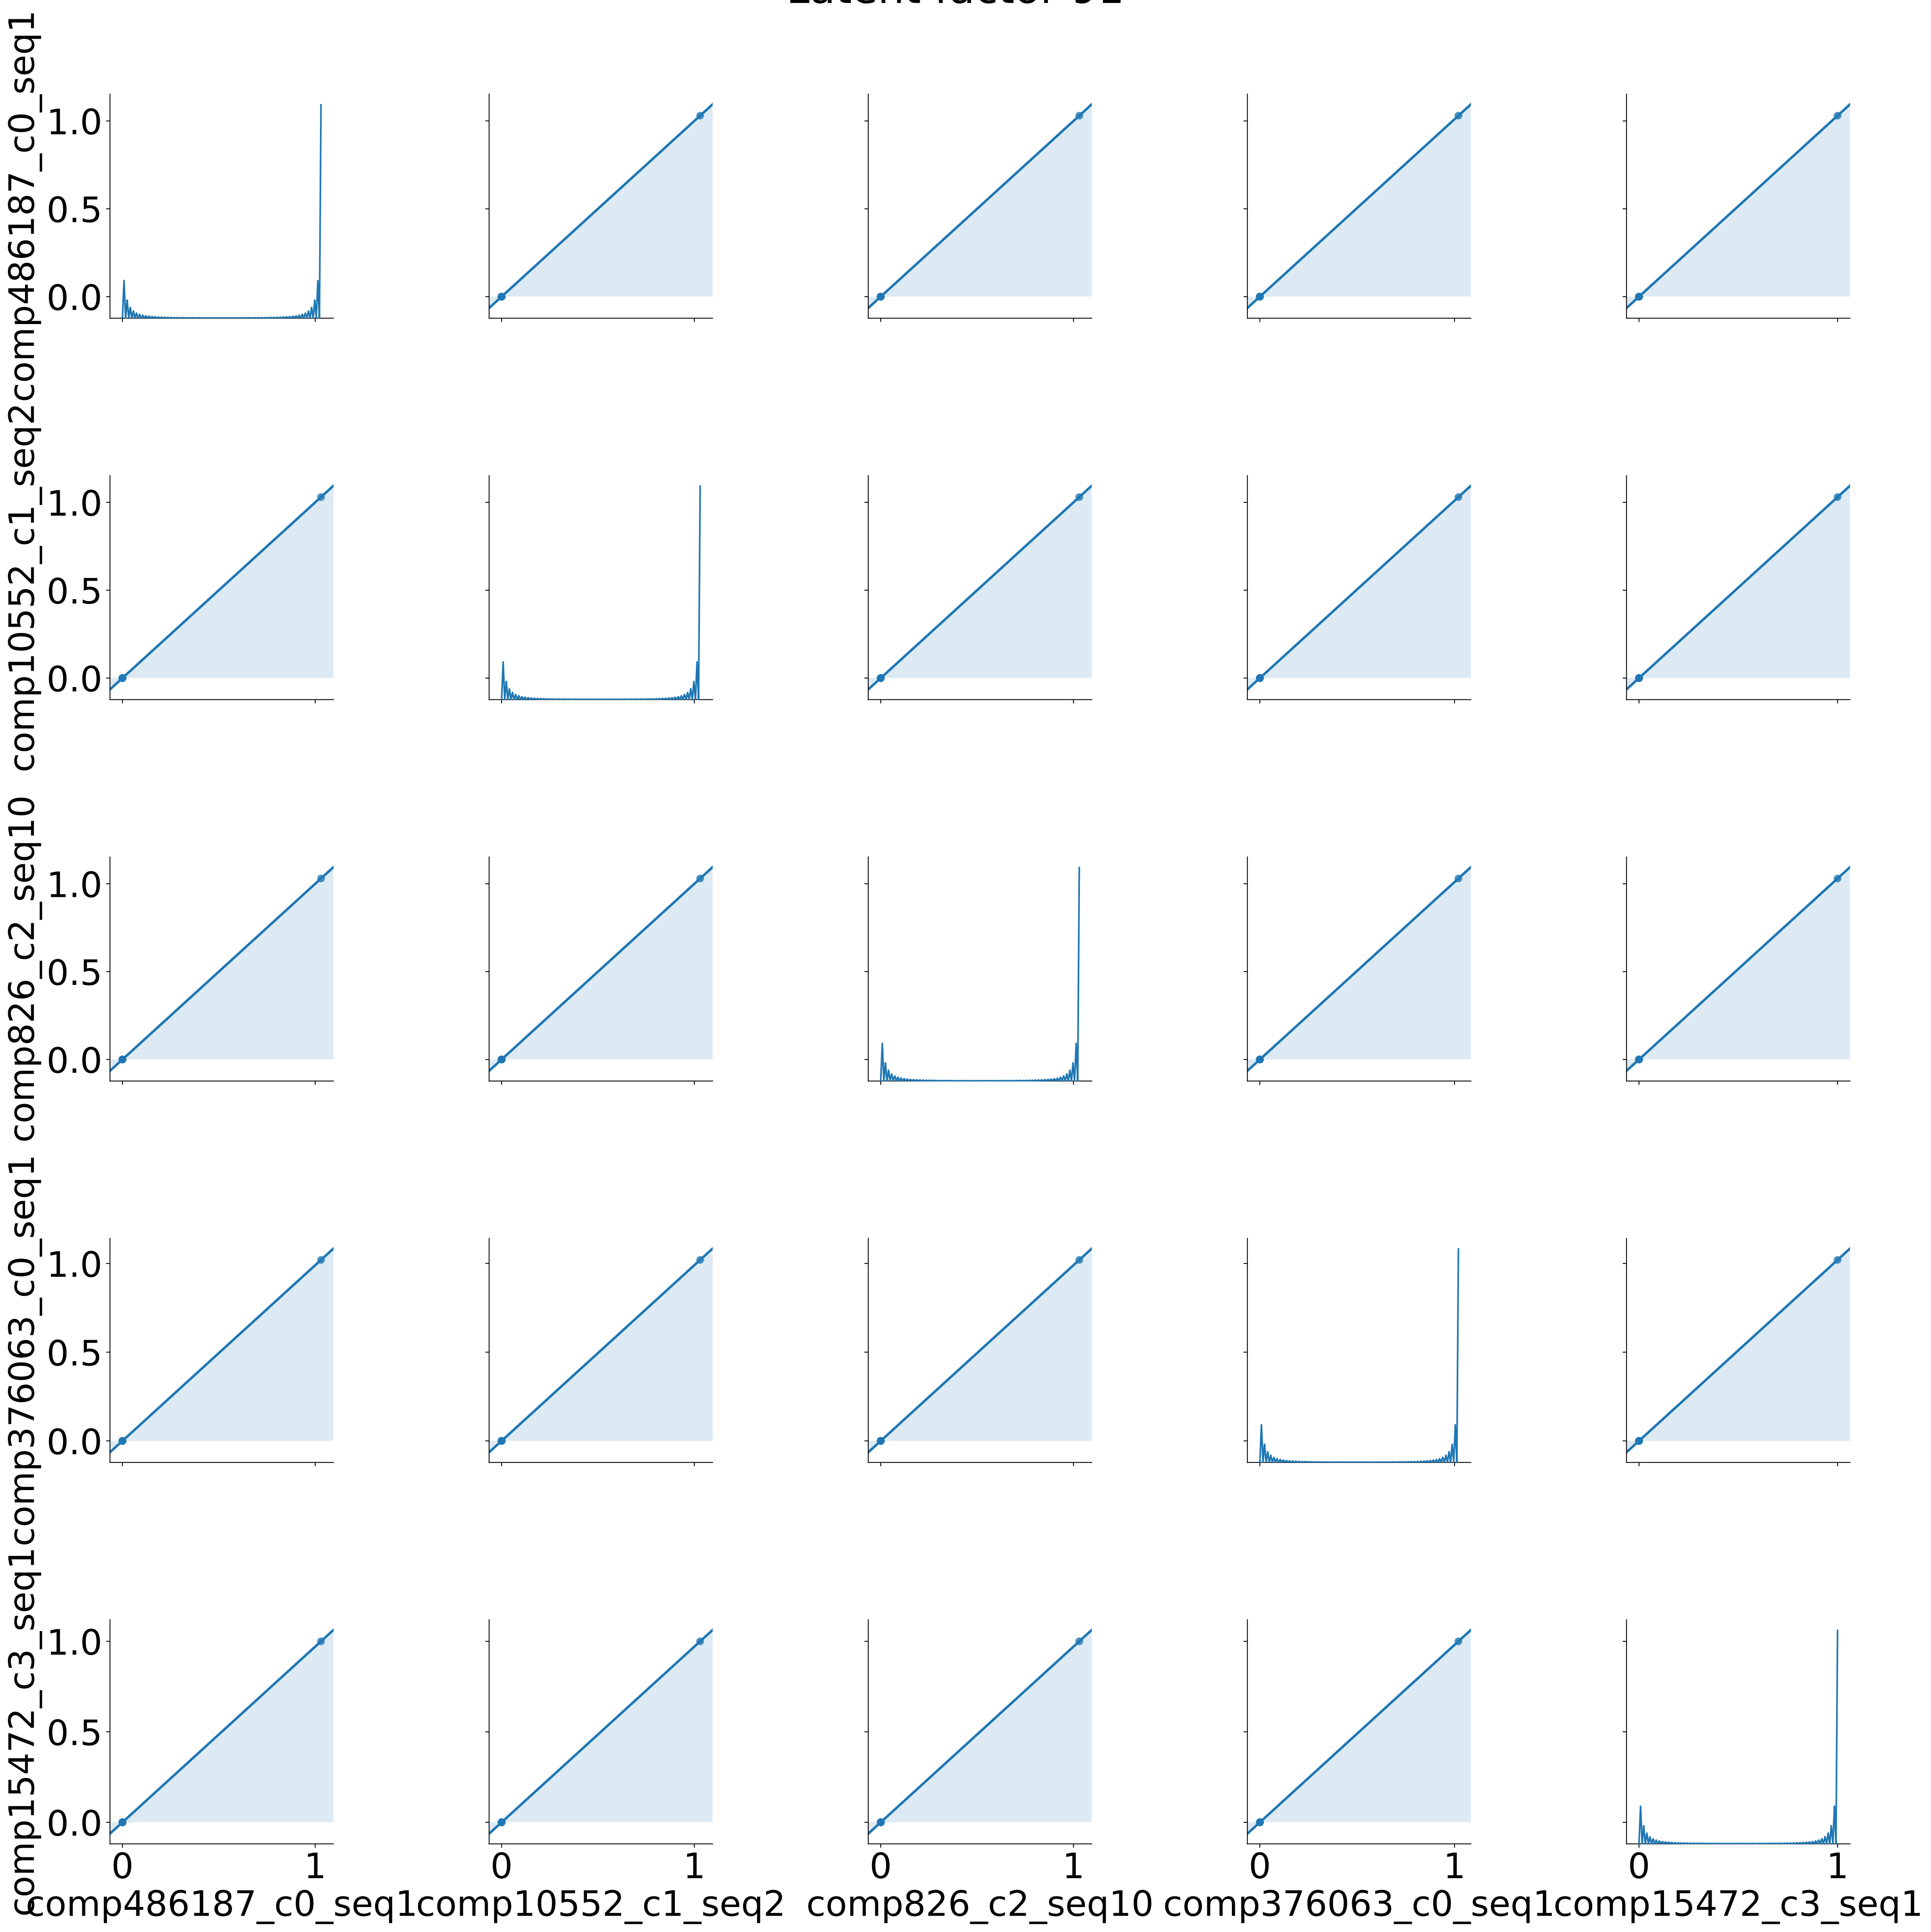 Latent factor 91
comp486187_c0_seq1
1.0
0.5
0.0
comp10552_c1_seq2
1.0
0.5
0.0
comp826_c2_seq10
1.0
0.5
0.0
comp376063_c0_seq1
1.0
0.5
0.0
comp15472_c3_seq1
1.0
0.5
0.0
0 1 0 1 0 1 0 1 0 1
comp486187_c0_seq1 comp10552_c1_seq2 comp826_c2_seq10 comp376063_c0_seq1 comp15472_c3_seq1